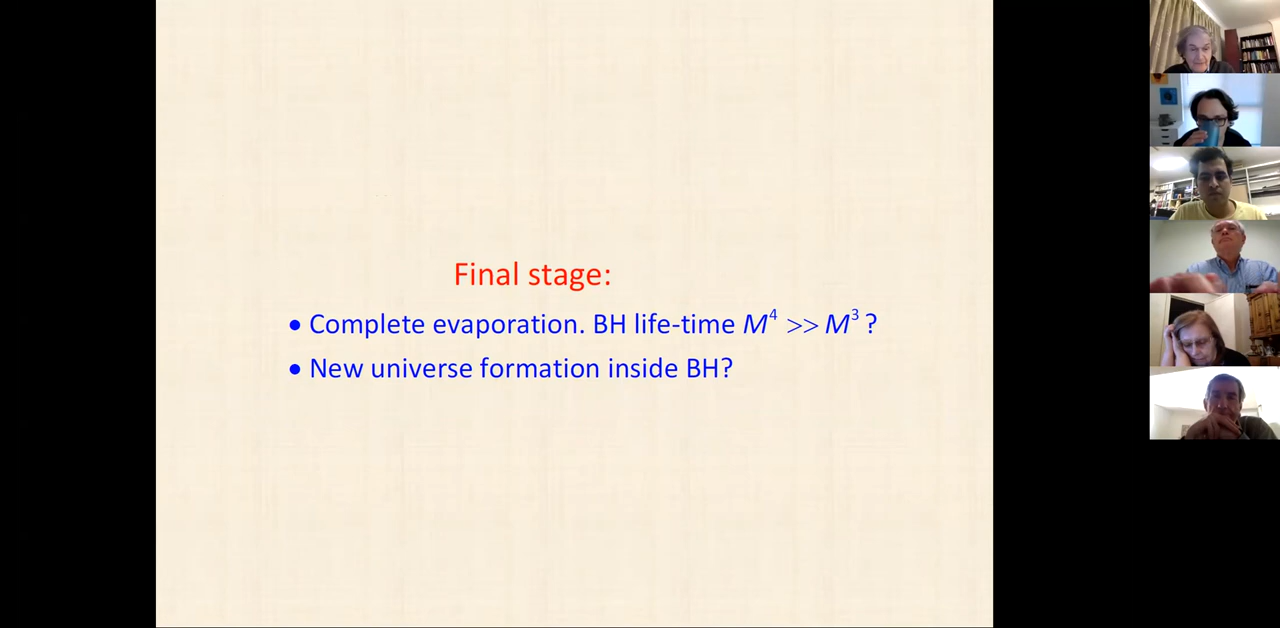 Final stage:
• Complete evaporation. BH life-time M⁴ >> M³ ?
• New universe formation inside BH?